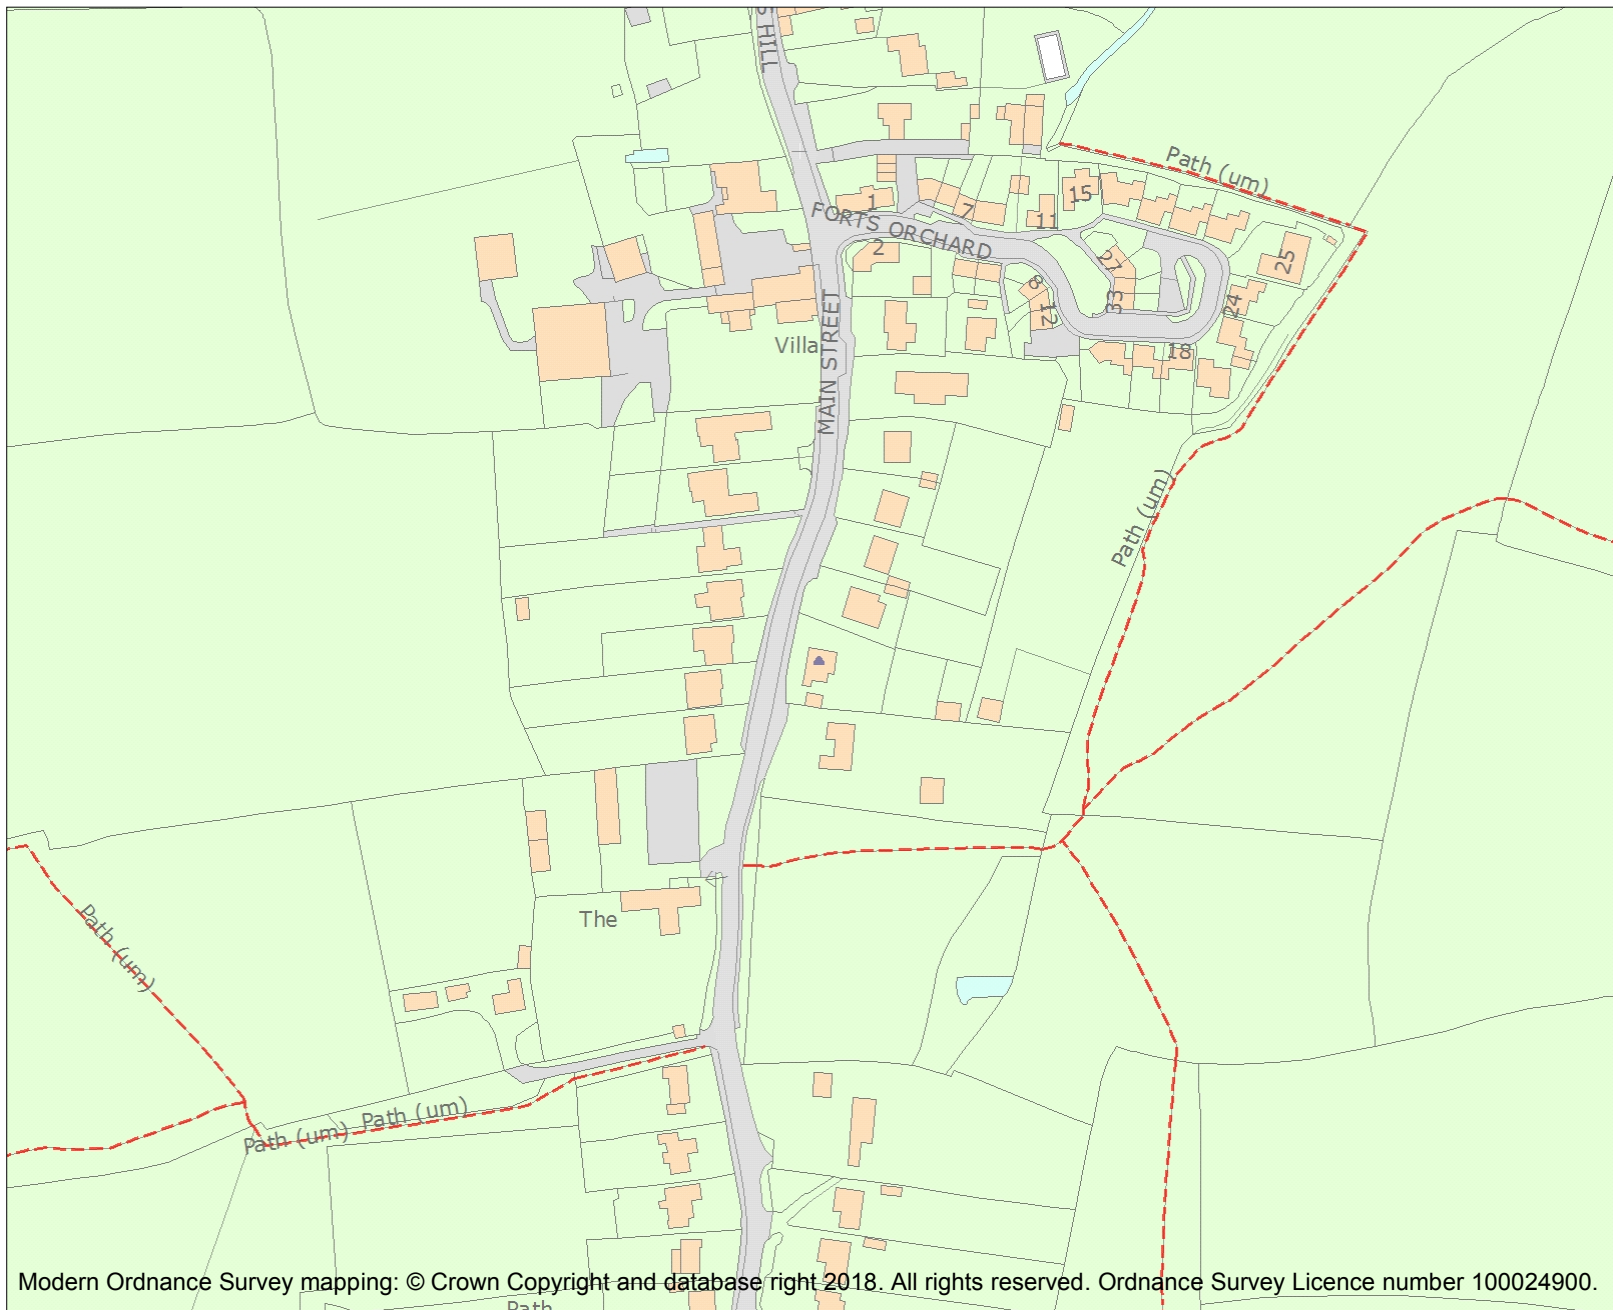 S HILL
Path (um)
15
1
7
11
FORTS ORCHARD
2
27
25
8
12
33
24
Villa
MAIN STREET
18
Path (um)
The
Path (um)
Path (um)
Path (um)
Modern Ordnance Survey mapping: © Crown Copyright and database right 2018. All rights reserved. Ordnance Survey Licence number 100024900.
Path